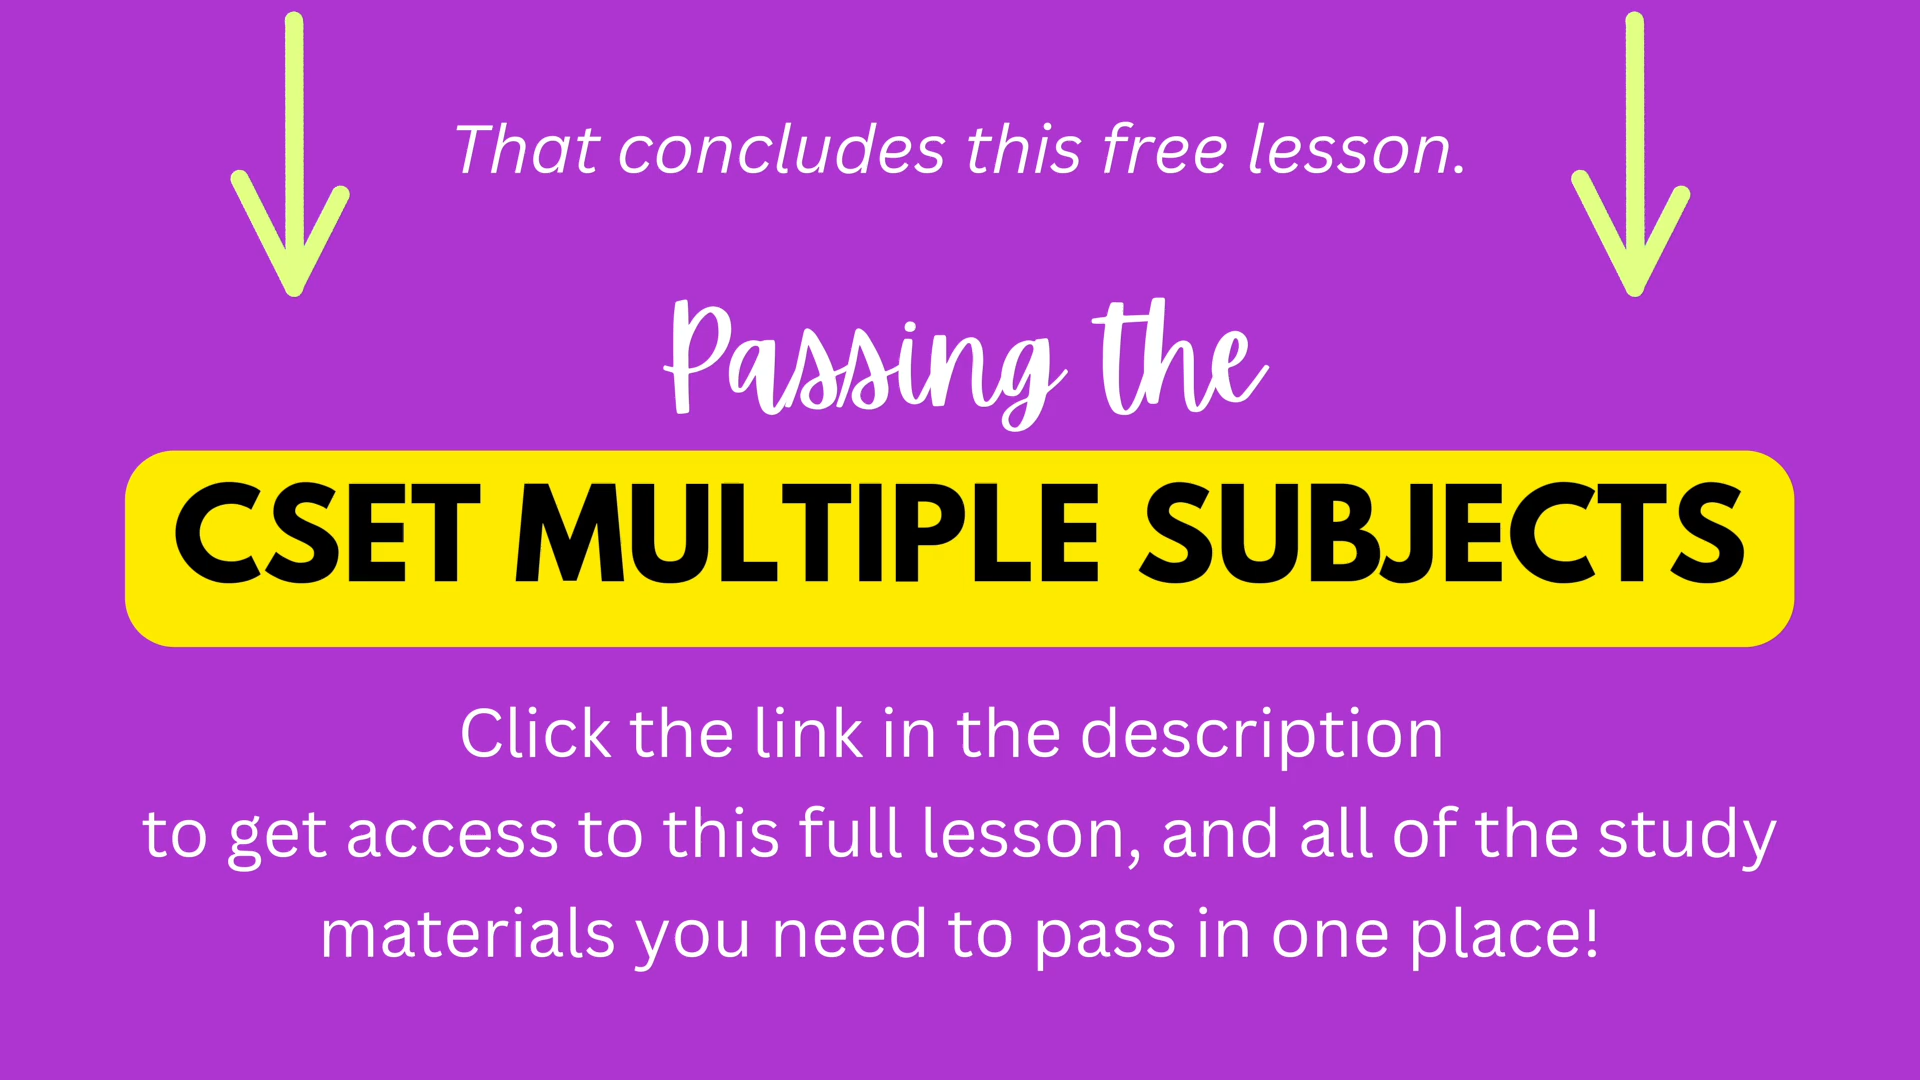 That concludes this free lesson.
Passing the
CSET MULTIPLE SUBJECTS
Click the link in the description
to get access to this full lesson, and all of the study
materials you need to pass in one place!